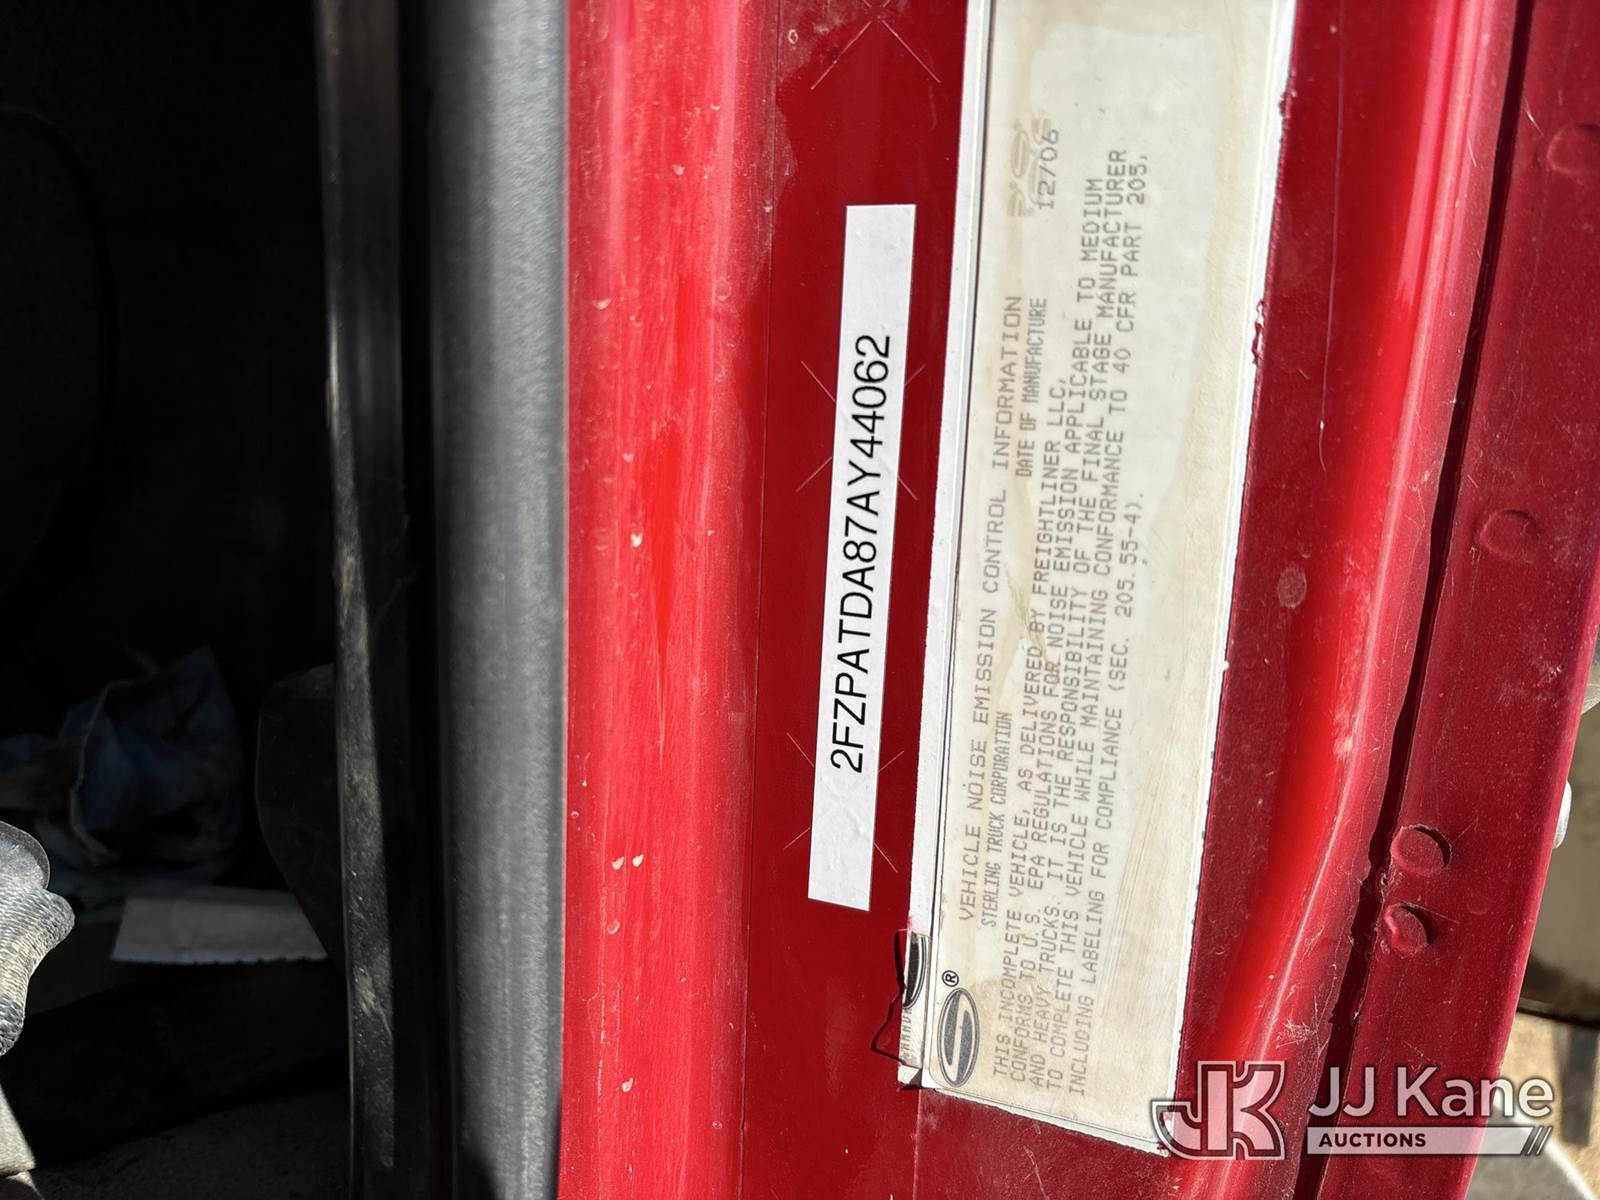 2FZPATDA87AY44062
VEHICLE NOISE EMISSION CONTROL INFORMATION
STERLING TRUCK CORPORATION DATE OF MANUFACTURE 12/06
THIS INCOMPLETE VEHICLE, AS DELIVERED BY FREIGHTLINER LLC,
CONFORMS TO U.S. EPA REGULATIONS FOR NOISE EMISSION APPLICABLE TO MEDIUM
AND HEAVY TRUCKS. IT IS THE RESPONSIBILITY OF THE FINAL STAGE MANUFACTURER
TO COMPLETE THIS VEHICLE WHILE MAINTAINING CONFORMANCE TO 40 CFR PART 205,
INCLUDING LABELING FOR COMPLIANCE (SEC. 205.55-4).
®
JK JJ Kane
AUCTIONS